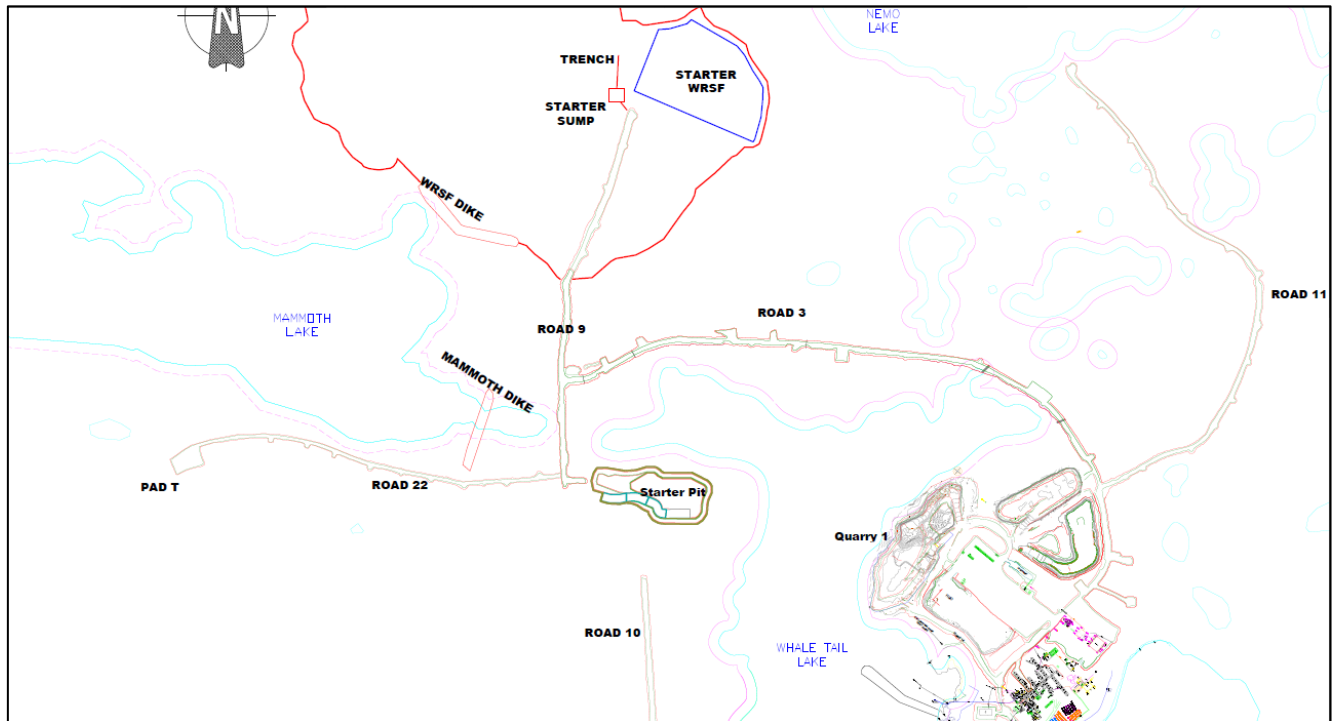 N
NEMO
LAKE
TRENCH
STARTER
WRSF
STARTER
SUMP
WRSF DIKE
ROAD 11
MAMMOTH
LAKE
ROAD 9
ROAD 3
MAMMOTH DIKE
PAD T
ROAD 22
Starter Pit
Quarry 1
ROAD 10
WHALE TAIL
LAKE